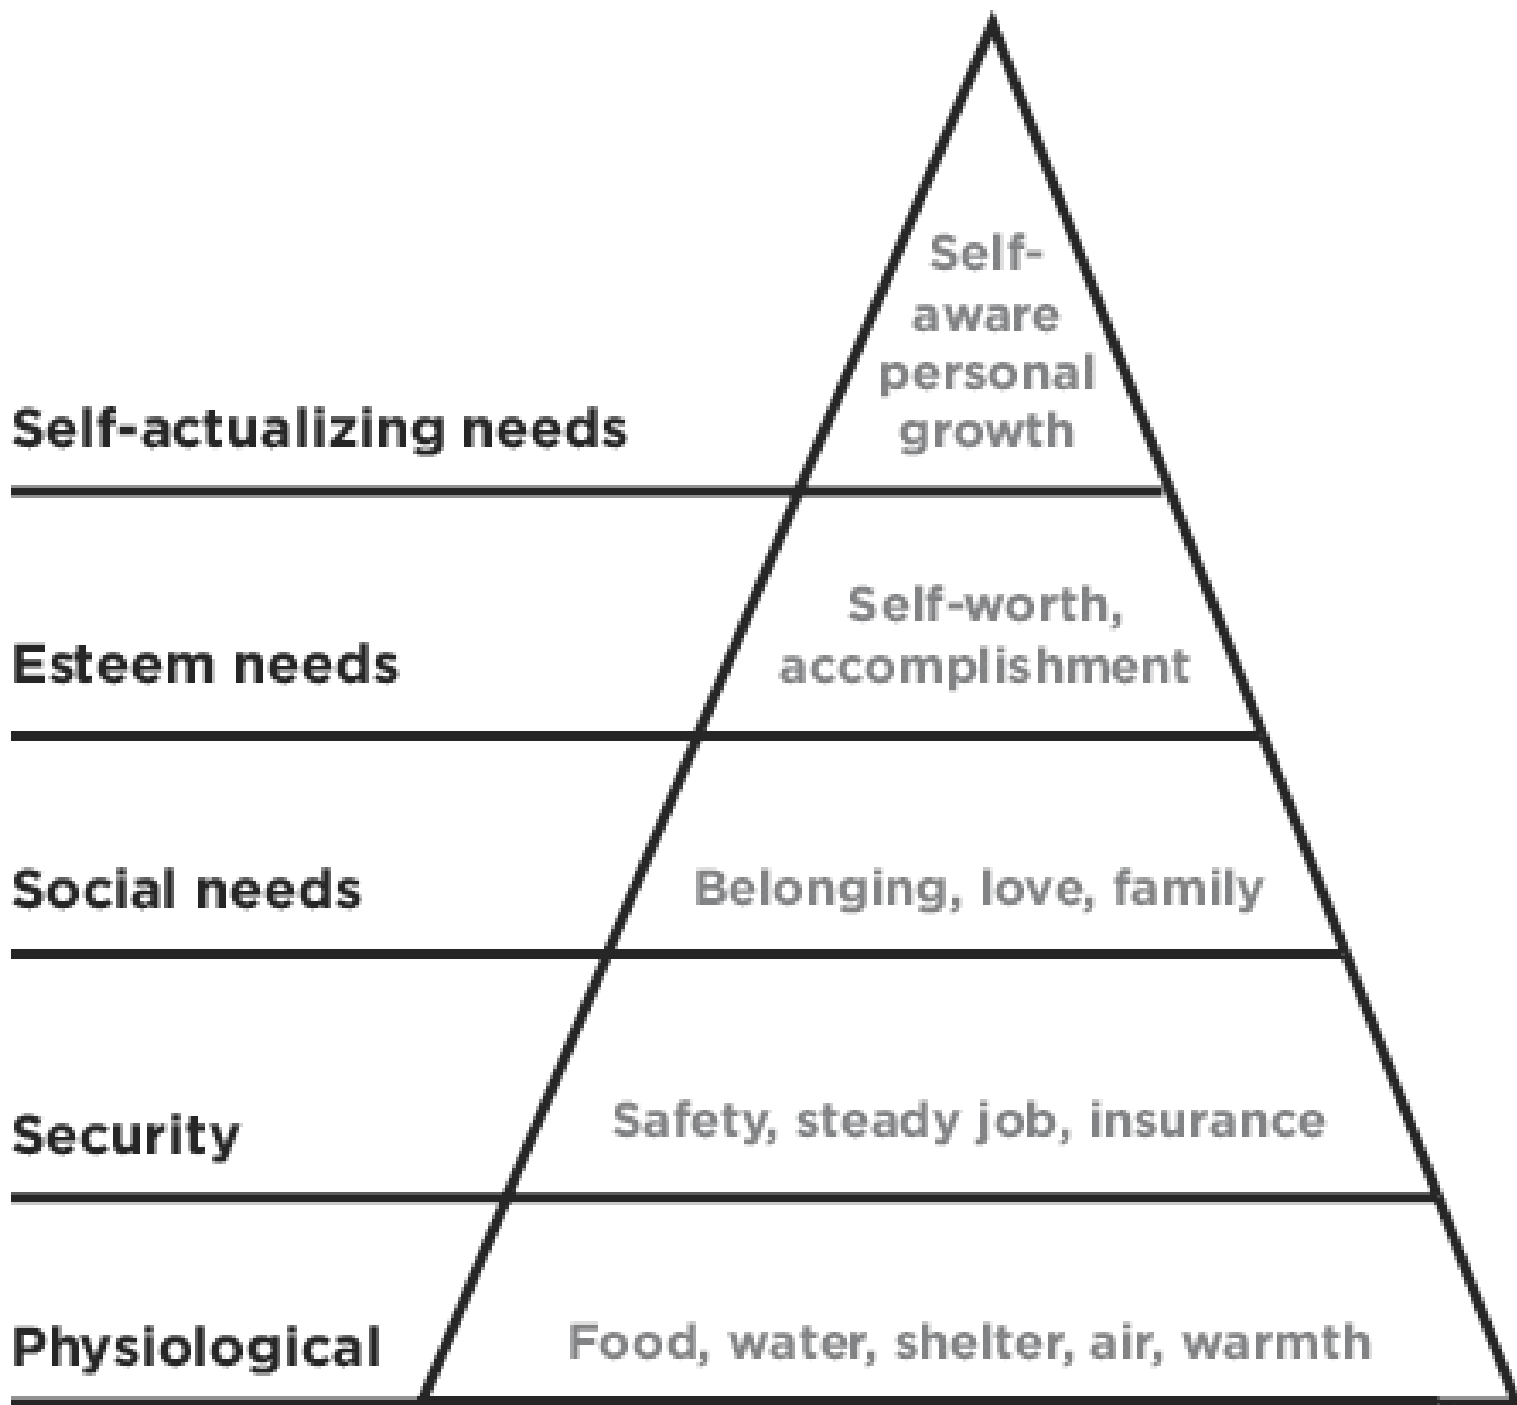 Self-
aware
personal
growth
Self-actualizing needs
Self-worth,
accomplishment
Esteem needs
Belonging, love, family
Social needs
Safety, steady job, insurance
Security
Food, water, shelter, air, warmth
Physiological